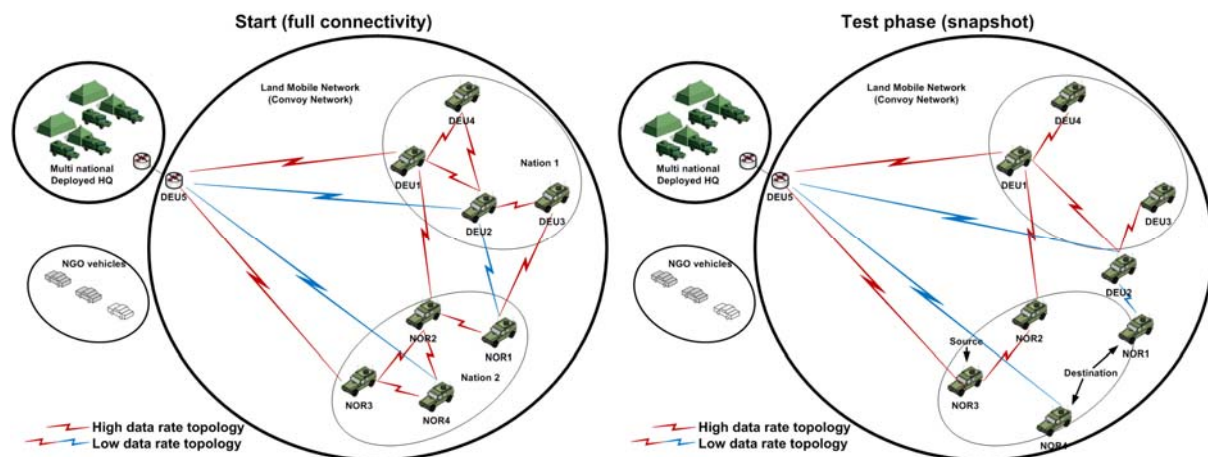 Start (full connectivity)
Land Mobile Network
(Convoy Network)
DEU4
Multi national
Deployed HQ
DEU5
DEU1
Nation 1
DEU2
DEU3
NGO vehicles
NOR2
NOR1
Nation 2
NOR3
NOR4
High data rate topology
Low data rate topology
Test phase (snapshot)
Land Mobile Network
(Convoy Network)
DEU4
Multi national
Deployed HQ
DEU5
DEU1
DEU3
NGO vehicles
DEU2
Source
NOR2
NOR1
Destination
NOR3
NOR4
High data rate topology
Low data rate topology